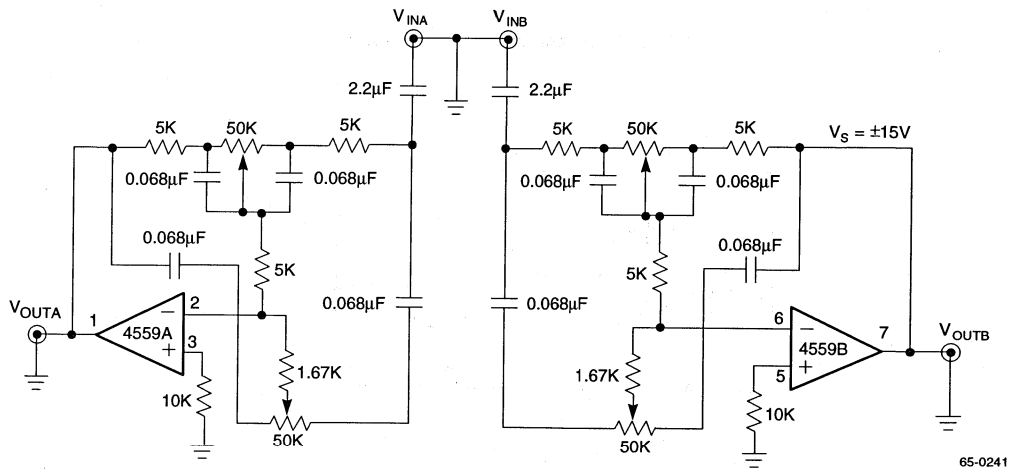 V_INA V_INB
2.2µF 2.2µF
5K 50K 5K 5K 50K 5K V_S = ±15V
0.068µF 0.068µF 0.068µF 0.068µF
0.068µF 0.068µF
5K 5K
0.068µF 0.068µF
V_OUTA 1 2 6 7 V_OUTB
− −
4559A 4559B
3 + + 5
1.67K 1.67K
10K 10K
50K 50K
65-0241